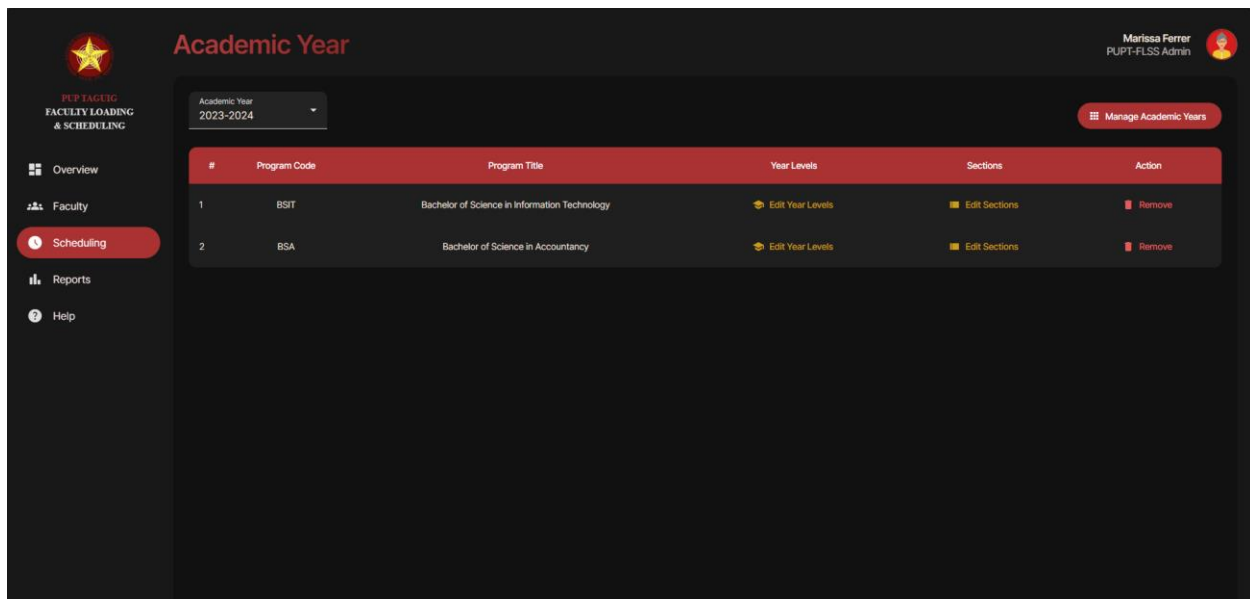 Academic Year
Marissa Ferrer
PUPT-FLSS Admin
PUP TAGUIG
FACULTY LOADING
& SCHEDULING
Overview
Faculty
Scheduling
Reports
Help
Academic Year
2023-2024
Manage Academic Years
# Program Code Program Title Year Levels Sections Action
1 BSIT Bachelor of Science in Information Technology Edit Year Levels Edit Sections Remove
2 BSA Bachelor of Science in Accountancy Edit Year Levels Edit Sections Remove